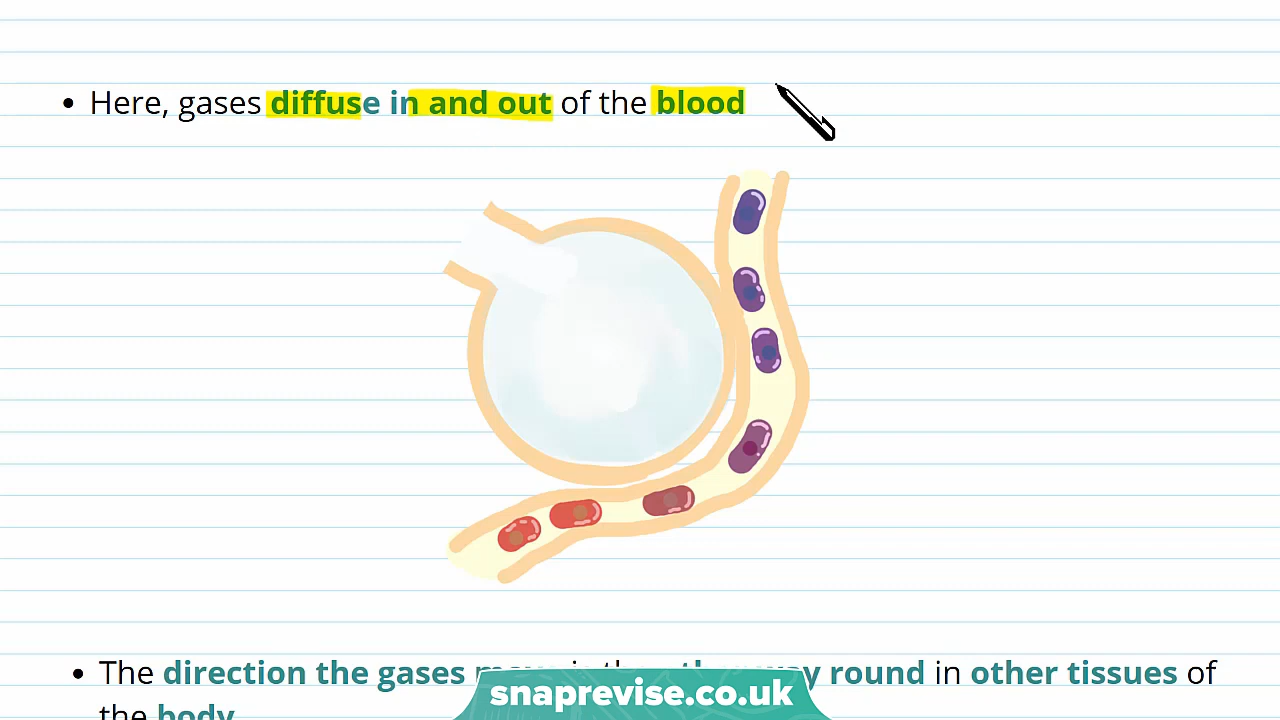 Here, gases diffuse in and out of the blood
The direction the gases way round in other tissues of
the body
snaprevise.co.uk